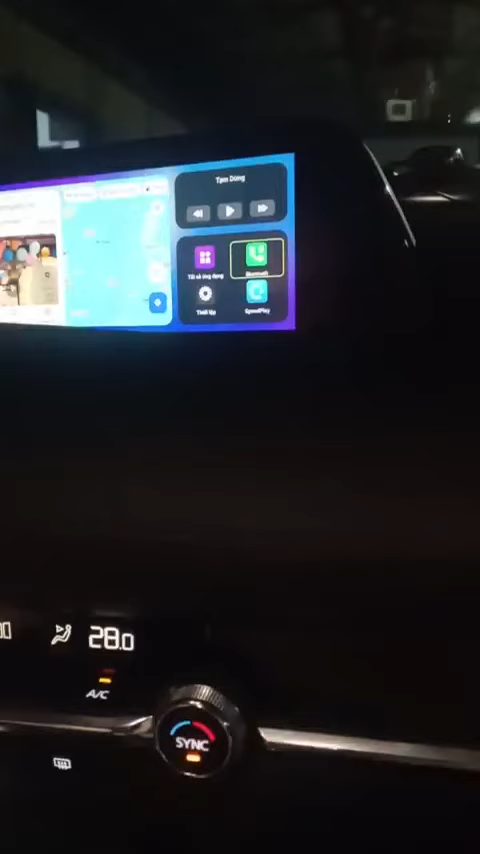 Tạm Dừng
Tất cả ứng dụng
Bluetooth
Thiết lập
SpeedPlay
28.0
A/C
SYNC